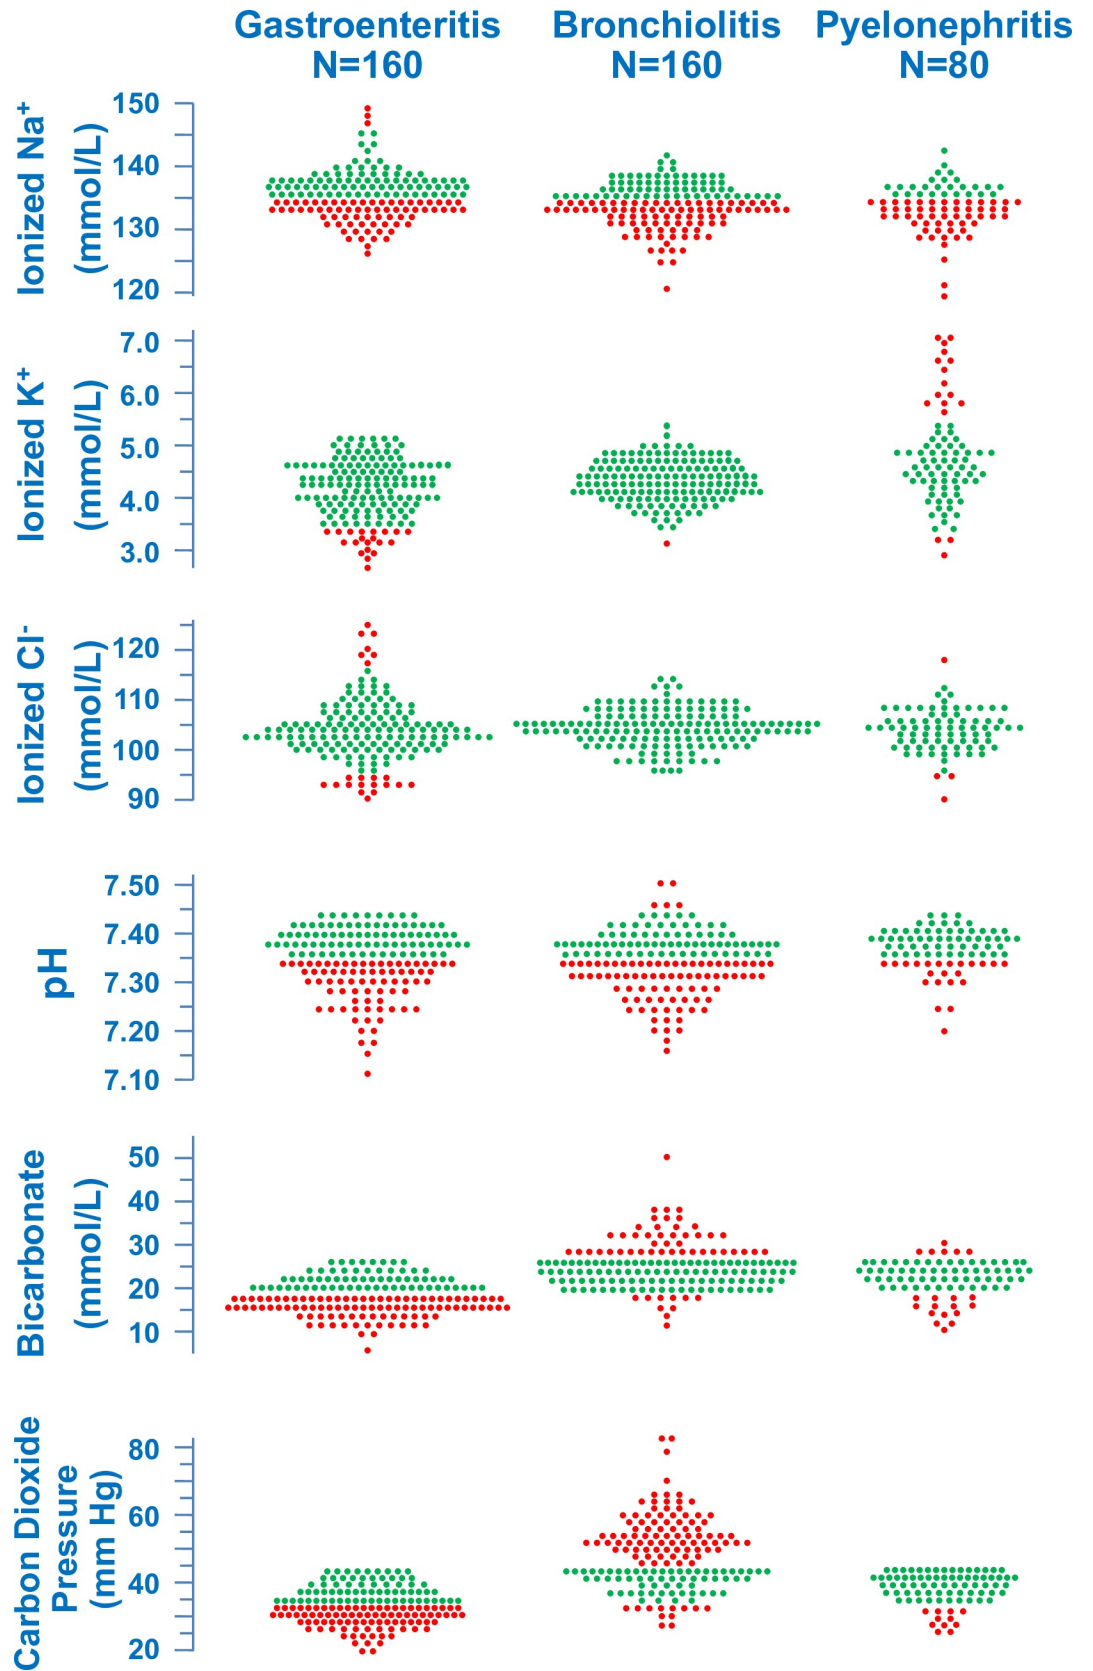 Gastroenteritis Bronchiolitis Pyelonephritis
N=160 N=160 N=80
Ionized Na⁺
(mmol/L)
150
140
130
120
Ionized K⁺
(mmol/L)
7.0
6.0
5.0
4.0
3.0
Ionized Cl⁻
(mmol/L)
120
110
100
90
pH
7.50
7.40
7.30
7.20
7.10
Bicarbonate
(mmol/L)
50
40
30
20
10
Carbon Dioxide
Pressure
(mm Hg)
80
60
40
20